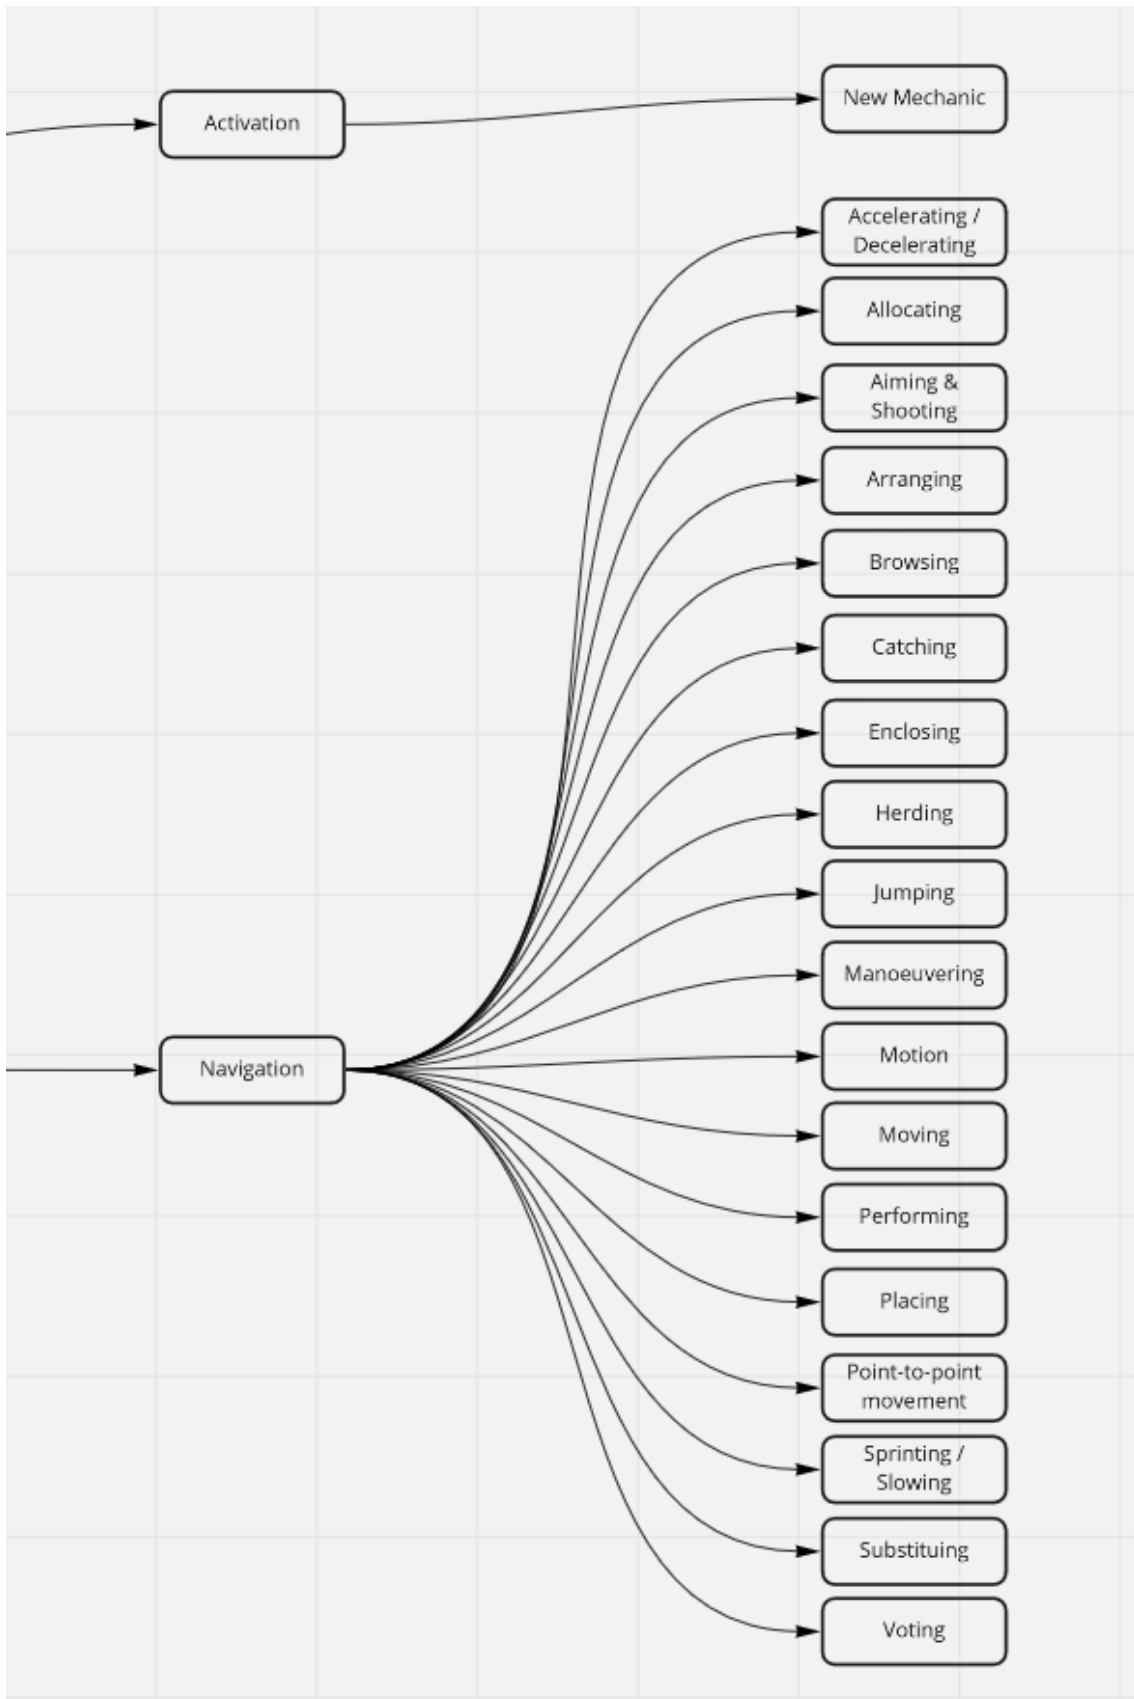 Activation
New Mechanic
Accelerating /
Decelerating
Allocating
Aiming &
Shooting
Arranging
Browsing
Catching
Enclosing
Herding
Jumping
Manoeuvering
Navigation
Motion
Moving
Performing
Placing
Point-to-point
movement
Sprinting /
Slowing
Substituing
Voting